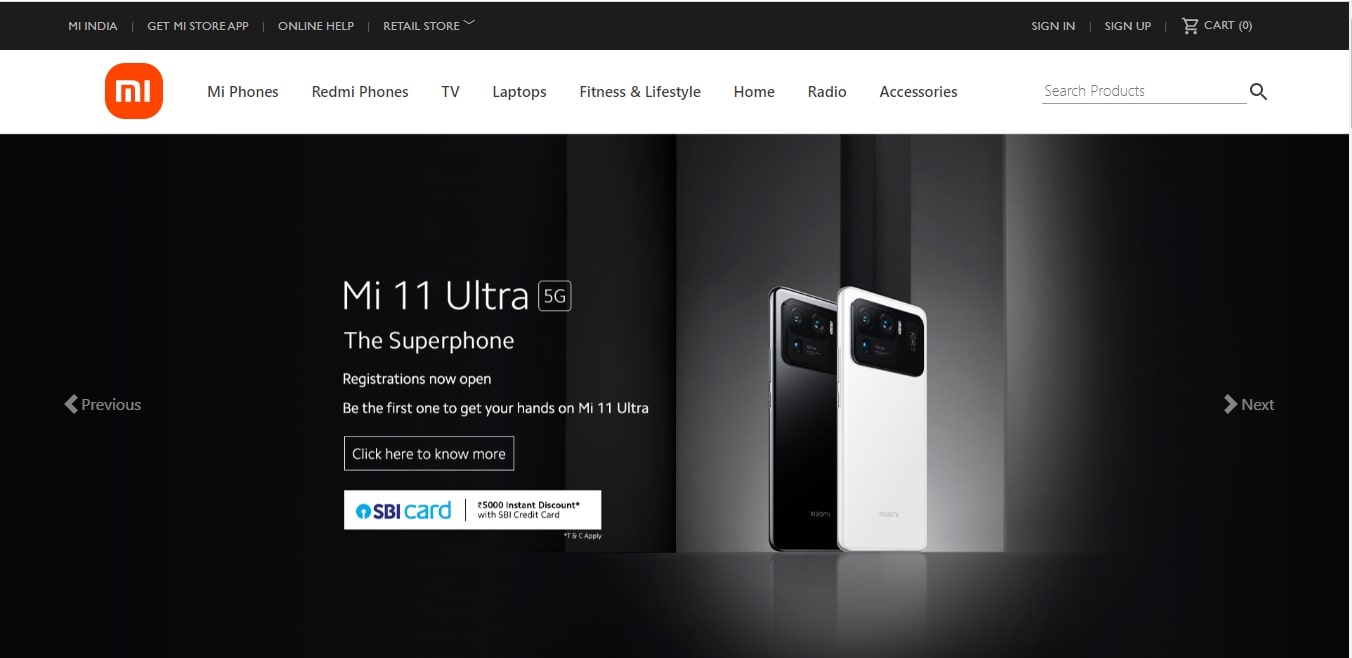 MI INDIA | GET MI STORE APP | ONLINE HELP | RETAIL STORE
SIGN IN | SIGN UP | CART (0)
mi
Mi Phones Redmi Phones TV Laptops Fitness & Lifestyle Home Radio Accessories
Search Products
Mi 11 Ultra 5G
The Superphone
Registrations now open
Be the first one to get your hands on Mi 11 Ultra
Previous
Next
Click here to know more
SBI card | ₹5000 Instant Discount*
with SBI Credit Card
*T & C Apply
xiaomi
xiaomi